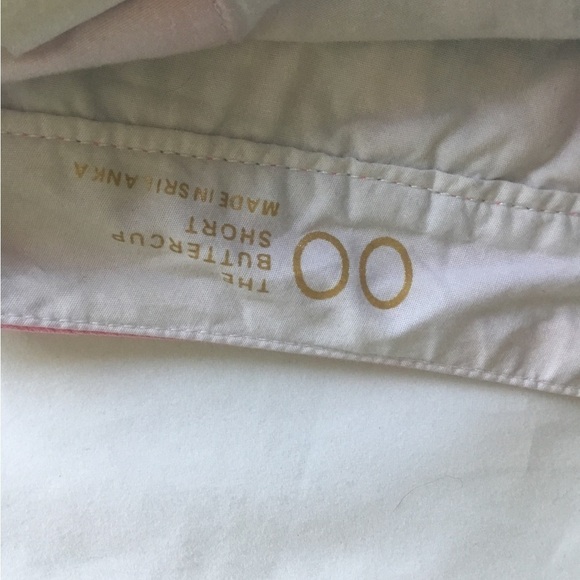 00
THE
BUTTERCUP
SHORT
MADE IN SRI LANKA